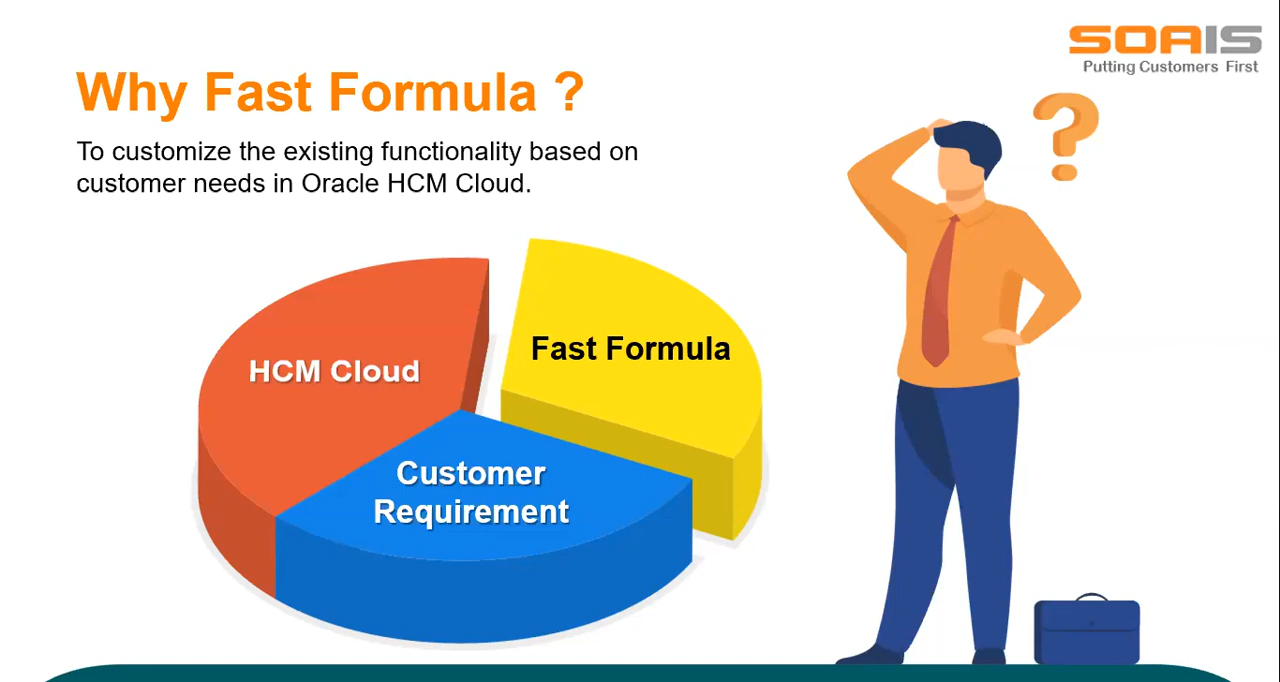 SOAIS
Putting Customers First
Why Fast Formula ?
To customize the existing functionality based on
customer needs in Oracle HCM Cloud.
HCM Cloud
Fast Formula
Customer
Requirement
?